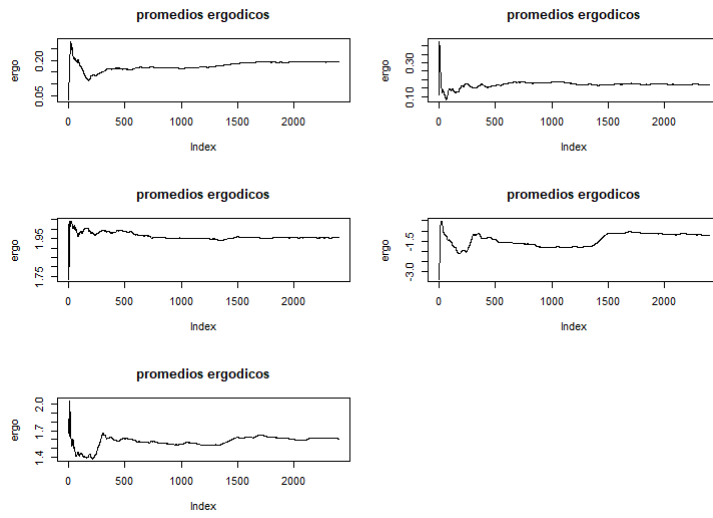 promedios ergodicos
ergo
0.05 0.20
0 500 1000 1500 2000
Index
promedios ergodicos
ergo
0.10 0.30
0 500 1000 1500 2000
Index
promedios ergodicos
ergo
1.75 1.95
0 500 1000 1500 2000
Index
promedios ergodicos
ergo
-3.0 -1.5
0 500 1000 1500 2000
Index
promedios ergodicos
ergo
1.4 1.7 2.0
0 500 1000 1500 2000
Index